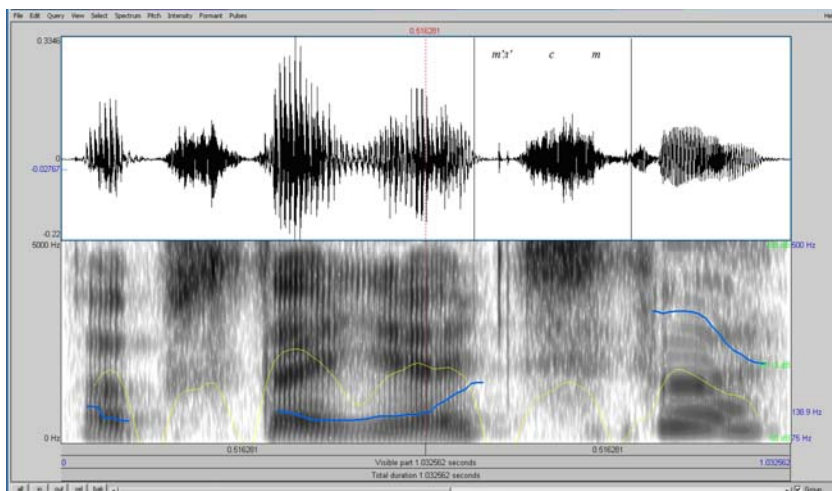 File Edit Query View Select Spectrum Pitch Intensity Formant Pulses
0.516281
0.3346
0
-0.02767
-0.22
c m
5000 Hz
500 Hz
0 Hz
138.9 Hz
75 Hz
0.516281 0.516281
0 Visible part 1.032562 seconds 1.032562
Total duration 1.032562 seconds
all in out sel bak Group